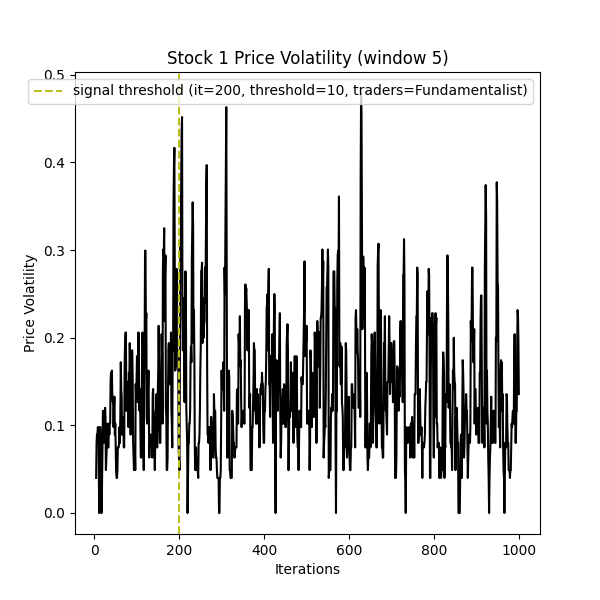 Stock 1 Price Volatility (window 5)
signal threshold (it=200, threshold=10, traders=Fundamentalist)
Price Volatility
0.5
0.4
0.3
0.2
0.1
0.0
0 200 400 600 800 1000
Iterations